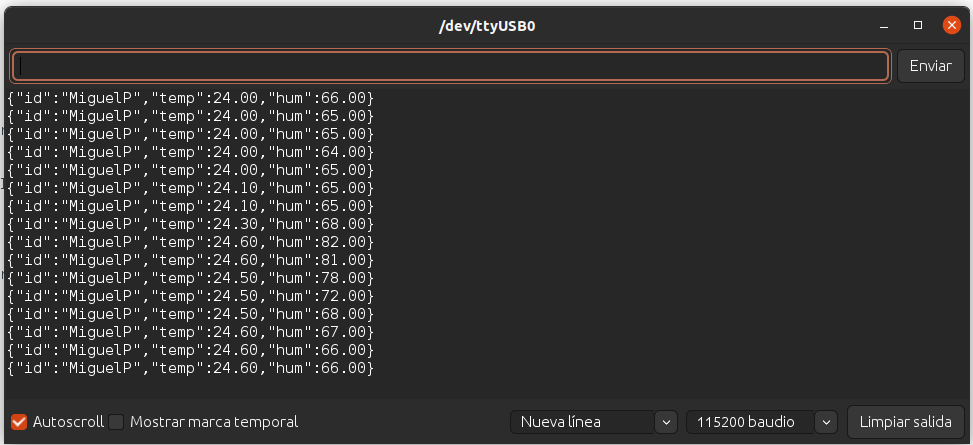 /dev/ttyUSB0
Enviar
{"id":"MiguelP","temp":24.00,"hum":66.00}
{"id":"MiguelP","temp":24.00,"hum":65.00}
{"id":"MiguelP","temp":24.00,"hum":65.00}
{"id":"MiguelP","temp":24.00,"hum":64.00}
{"id":"MiguelP","temp":24.00,"hum":65.00}
{"id":"MiguelP","temp":24.10,"hum":65.00}
{"id":"MiguelP","temp":24.10,"hum":65.00}
{"id":"MiguelP","temp":24.30,"hum":68.00}
{"id":"MiguelP","temp":24.60,"hum":82.00}
{"id":"MiguelP","temp":24.60,"hum":81.00}
{"id":"MiguelP","temp":24.50,"hum":78.00}
{"id":"MiguelP","temp":24.50,"hum":72.00}
{"id":"MiguelP","temp":24.50,"hum":68.00}
{"id":"MiguelP","temp":24.60,"hum":67.00}
{"id":"MiguelP","temp":24.60,"hum":66.00}
{"id":"MiguelP","temp":24.60,"hum":66.00}
Autoscroll Mostrar marca temporal Nueva línea 115200 baudio Limpiar salida